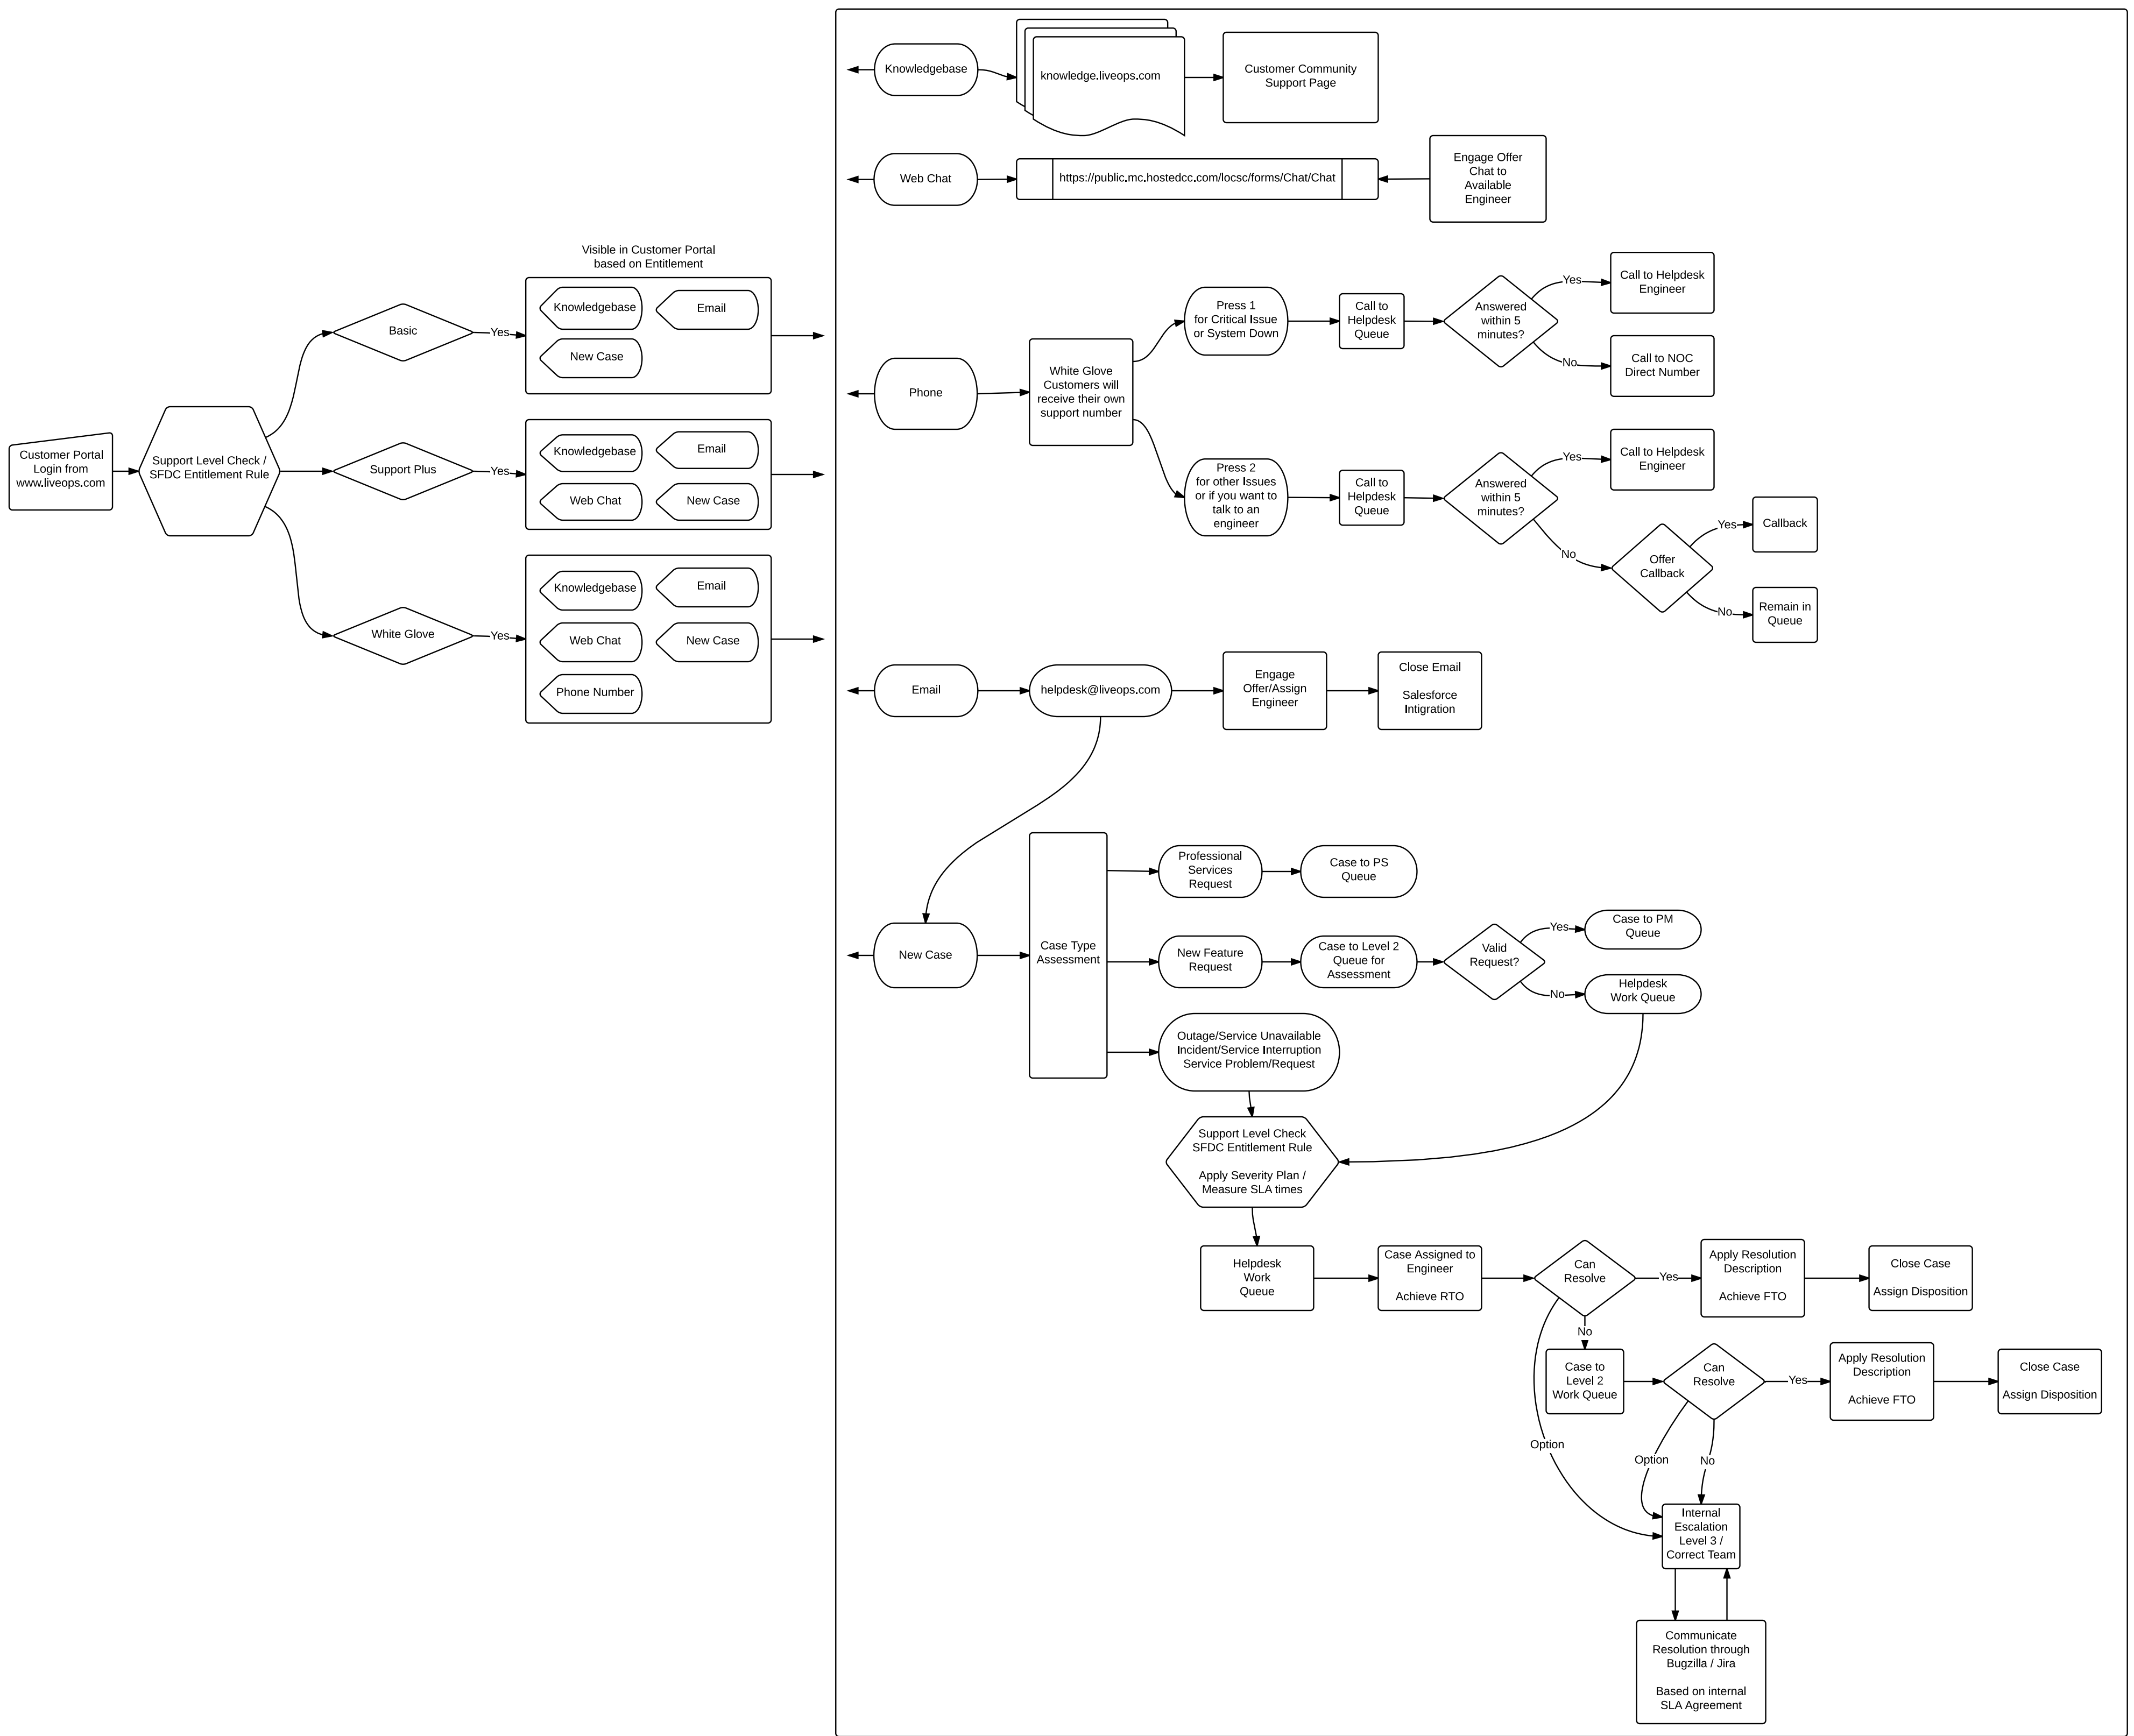 Customer Portal
Login from
www.liveops.com
Support Level Check /
SFDC Entitlement Rule
Basic
Yes
Support Plus
Yes
White Glove
Yes
Visible in Customer Portal
based on Entitlement
Knowledgebase
Email
New Case
Knowledgebase
Email
Web Chat
New Case
Knowledgebase
Email
Web Chat
New Case
Phone Number
Knowledgebase
knowledge.liveops.com
Customer Community
Support Page
Web Chat
https://public.mc.hostedcc.com/locsc/forms/Chat/Chat
Engage Offer
Chat to
Available
Engineer
Phone
White Glove
Customers will
receive their own
support number
Press 1
for Critical Issue
or System Down
Call to
Helpdesk
Queue
Answered
within 5
minutes?
Yes
Call to Helpdesk
Engineer
No
Call to NOC
Direct Number
Press 2
for other Issues
or if you want to
talk to an
engineer
Call to
Helpdesk
Queue
Answered
within 5
minutes?
Yes
Call to Helpdesk
Engineer
No
Offer
Callback
Yes
Callback
No
Remain in
Queue
Email
helpdesk@liveops.com
Engage
Offer/Assign
Engineer
Close Email
Salesforce
Intigration
New Case
Case Type
Assessment
Professional
Services
Request
Case to PS
Queue
New Feature
Request
Case to Level 2
Queue for
Assessment
Valid
Request?
Yes
Case to PM
Queue
No
Helpdesk
Work Queue
Outage/Service Unavailable
Incident/Service Interruption
Service Problem/Request
Support Level Check
SFDC Entitlement Rule
Apply Severity Plan /
Measure SLA times
Helpdesk
Work
Queue
Case Assigned to
Engineer
Achieve RTO
Can
Resolve
Yes
Apply Resolution
Description
Achieve FTO
Close Case
Assign Disposition
No
Case to
Level 2
Work Queue
Can
Resolve
Yes
Apply Resolution
Description
Achieve FTO
Close Case
Assign Disposition
Option
Option
No
Internal
Escalation
Level 3 /
Correct Team
Communicate
Resolution through
Bugzilla / Jira
Based on internal
SLA Agreement